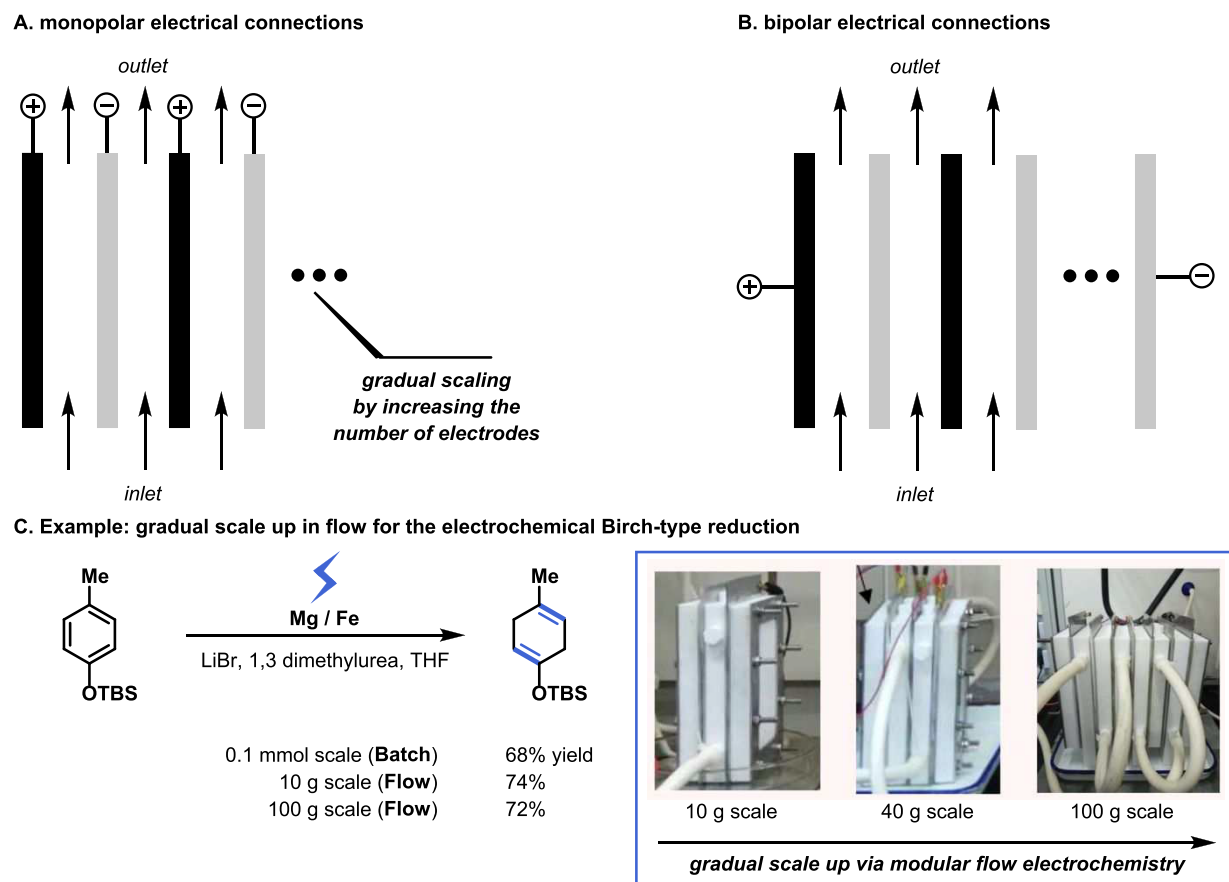 A. monopolar electrical connections
outlet
+ − + −
gradual scaling
by increasing the
number of electrodes
inlet
B. bipolar electrical connections
outlet
+
−
inlet
C. Example: gradual scale up in flow for the electrochemical Birch-type reduction
Me
OTBS
Mg / Fe
LiBr, 1,3 dimethylurea, THF
Me
OTBS
0.1 mmol scale (Batch) 68% yield
10 g scale (Flow) 74%
100 g scale (Flow) 72%
10 g scale
40 g scale
100 g scale
gradual scale up via modular flow electrochemistry